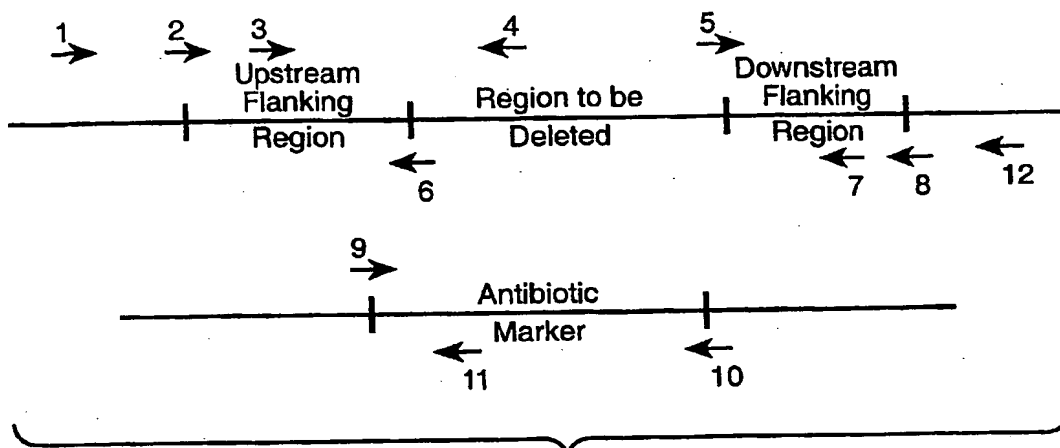 1 2 3 4 5
Upstream Flanking Region
Region to be Deleted
Downstream Flanking Region
6 7 8 12
9
Antibiotic Marker
11 10